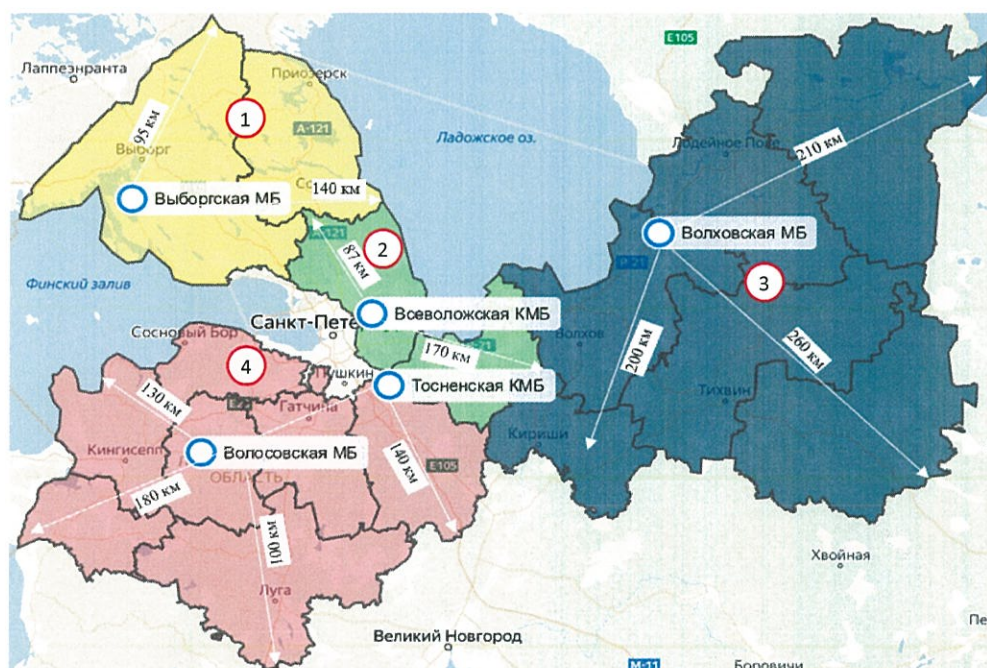 E105
Лаппеэнранта
Приозерск
1
А-121
95 км
Ладожское оз.
Выборг
Лодейное Поле
210 км
140 км
Выборгская МБ
2
87 км
Волховская МБ
Р-21
3
Финский залив
Всеволожская КМБ
Санкт-Пете
Сосновый Бор
170 км
Волхов
200 км
260 км
4
Пушкин
Тосненская КМБ
130 км
Гатчина
Тихвин
Кингисепп
Волосовская МБ
Кириши
ОБЛАСТЬ
140 км
E105
180 км
100 км
Хвойная
Луга
Великий Новгород
Пе
М-11
Боровичи